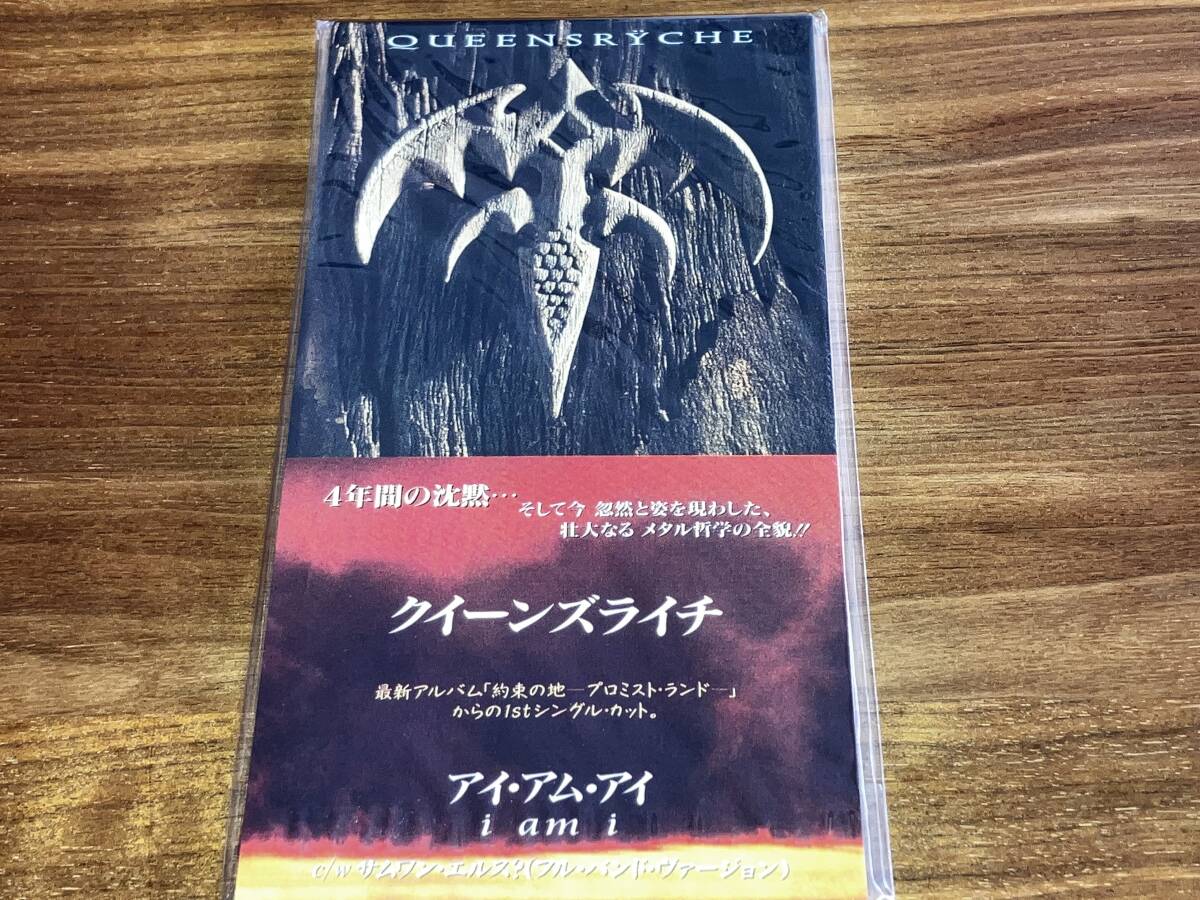 QUEENSRŸCHE
4年間の沈黙…
そして今 忽然と姿を現わした、
壮大なる メタル哲学の全貌!!
クイーンズライチ
最新アルバム「約束の地—プロミスト・ランド—」
からの1stシングル・カット。
アイ・アム・アイ
i am i
c/w サムワン・エルス?(フル・バンド・ヴァージョン)